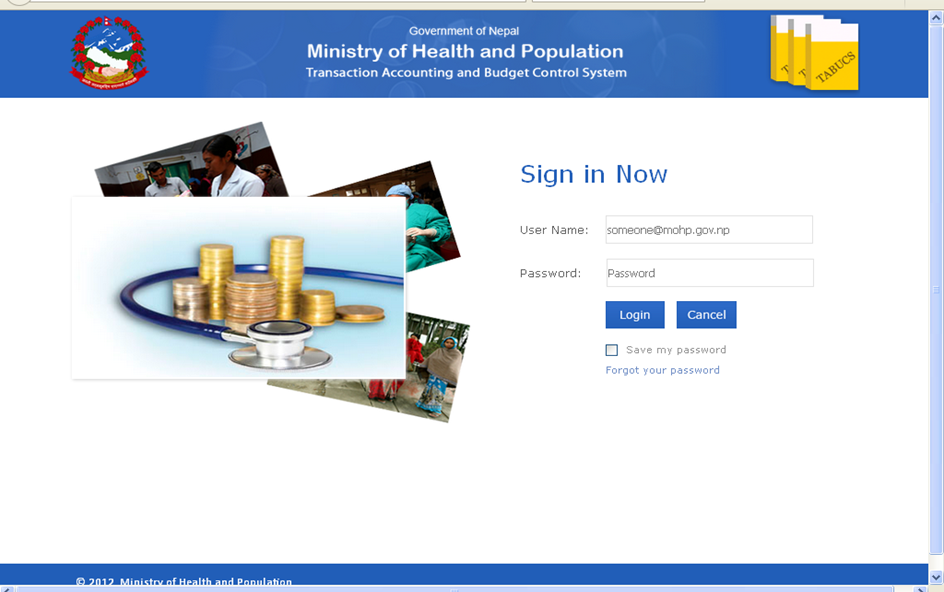 Government of Nepal
Ministry of Health and Population
Transaction Accounting and Budget Control System
TABUCS
Sign in Now
User Name: someone@mohp.gov.np
Password: Password
Login Cancel
Save my password
Forgot your password
© 2012 Ministry of Health and Population